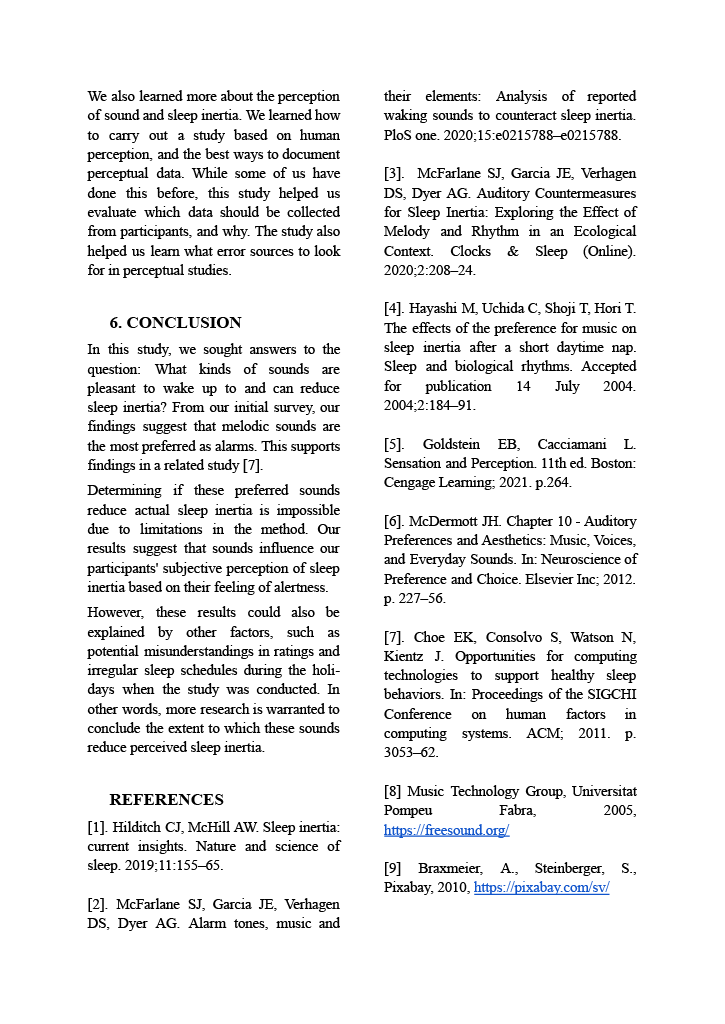 We also learned more about the perception
of sound and sleep inertia. We learned how
to carry out a study based on human
perception, and the best ways to document
perceptual data. While some of us have
done this before, this study helped us
evaluate which data should be collected
from participants, and why. The study also
helped us learn what error sources to look
for in perceptual studies.
6. CONCLUSION
In this study, we sought answers to the
question: What kinds of sounds are
pleasant to wake up to and can reduce
sleep inertia? From our initial survey, our
findings suggest that melodic sounds are
the most preferred as alarms. This supports
findings in a related study [7].
Determining if these preferred sounds
reduce actual sleep inertia is impossible
due to limitations in the method. Our
results suggest that sounds influence our
participants' subjective perception of sleep
inertia based on their feeling of alertness.
However, these results could also be
explained by other factors, such as
potential misunderstandings in ratings and
irregular sleep schedules during the holi-
days when the study was conducted. In
other words, more research is warranted to
conclude the extent to which these sounds
reduce perceived sleep inertia.
REFERENCES
[1]. Hilditch CJ, McHill AW. Sleep inertia:
current insights. Nature and science of
sleep. 2019;11:155–65.
[2]. McFarlane SJ, Garcia JE, Verhagen
DS, Dyer AG. Alarm tones, music and
their elements: Analysis of reported
waking sounds to counteract sleep inertia.
PloS one. 2020;15:e0215788–e0215788.
[3]. McFarlane SJ, Garcia JE, Verhagen
DS, Dyer AG. Auditory Countermeasures
for Sleep Inertia: Exploring the Effect of
Melody and Rhythm in an Ecological
Context. Clocks & Sleep (Online).
2020;2:208–24.
[4]. Hayashi M, Uchida C, Shoji T, Hori T.
The effects of the preference for music on
sleep inertia after a short daytime nap.
Sleep and biological rhythms. Accepted
for publication 14 July 2004.
2004;2:184–91.
[5]. Goldstein EB, Cacciamani L.
Sensation and Perception. 11th ed. Boston:
Cengage Learning; 2021. p.264.
[6]. McDermott JH. Chapter 10 - Auditory
Preferences and Aesthetics: Music, Voices,
and Everyday Sounds. In: Neuroscience of
Preference and Choice. Elsevier Inc; 2012.
p. 227–56.
[7]. Choe EK, Consolvo S, Watson N,
Kientz J. Opportunities for computing
technologies to support healthy sleep
behaviors. In: Proceedings of the SIGCHI
Conference on human factors in
computing systems. ACM; 2011. p.
3053–62.
[8] Music Technology Group, Universitat
Pompeu Fabra, 2005,
https://freesound.org/
[9] Braxmeier, A., Steinberger, S.,
Pixabay, 2010, https://pixabay.com/sv/